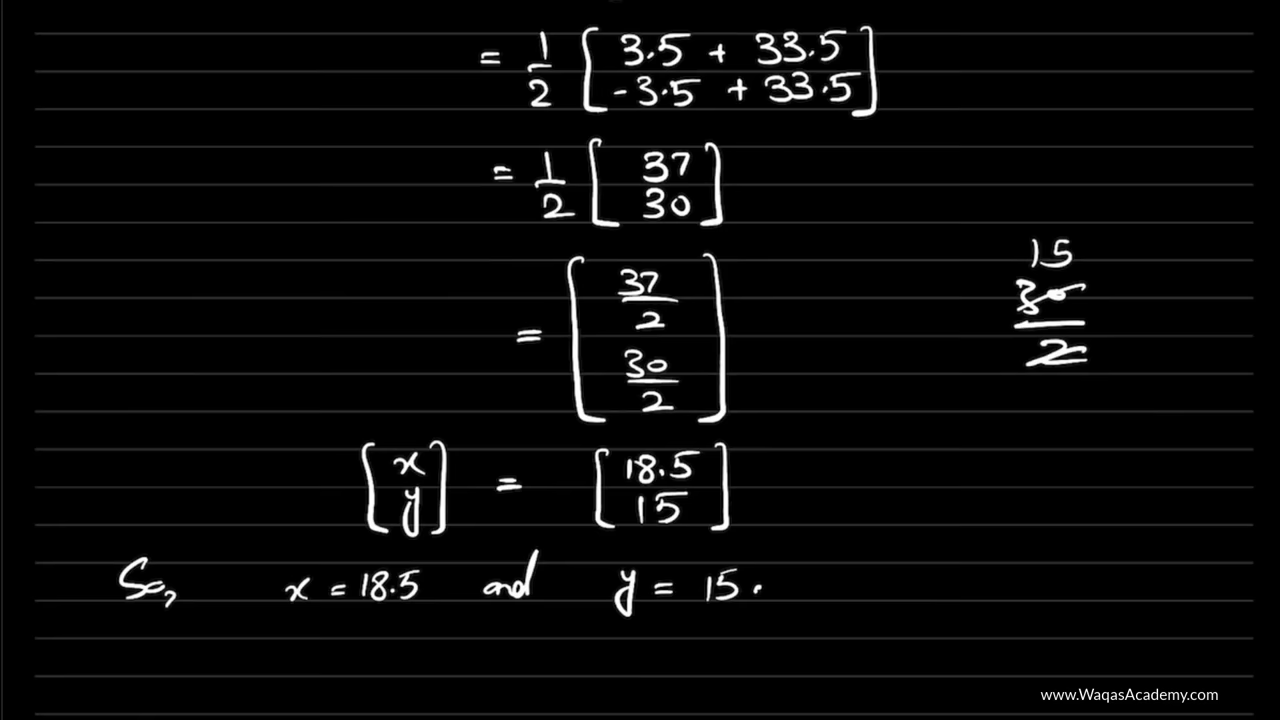 = 1/2 [ 3.5 + 33.5
-3.5 + 33.5 ]
= 1/2 [ 37
30 ]
15
30
2
= [ 37/2
30/2 ]
[ x
y ] = [ 18.5
15 ]
So, x = 18.5 and y = 15.
www.WaqasAcademy.com